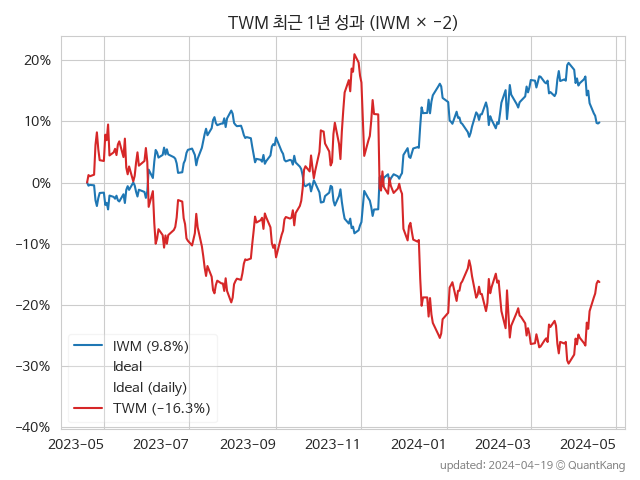 TWM 최근 1년 성과 (IWM × −2)
20%
10%
0%
−10%
−20%
−30%
−40%
IWM (9.8%)
Ideal
Ideal (daily)
TWM (−16.3%)
2023-05 2023-07 2023-09 2023-11 2024-01 2024-03 2024-05
updated: 2024-04-19 © QuantKang